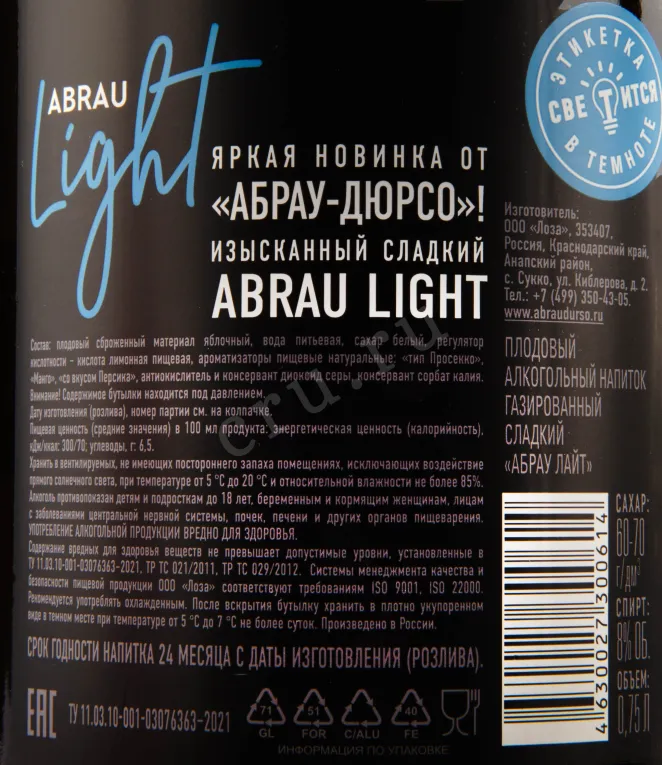 ABRAU
Light
ЯРКАЯ НОВИНКА ОТ
«АБРАУ-ДЮРСО»!
ИЗЫСКАННЫЙ СЛАДКИЙ
ABRAU LIGHT
ЭТИКЕТКА
СВЕТИТСЯ
В ТЕМНОТЕ
Состав: плодовый сброженный материал яблочный, вода питьевая, сахар белый, регулятор
кислотности - кислота лимонная пищевая, ароматизаторы пищевые натуральные: «тип Просекко»,
«Манго», «со вкусом Персика», антиокислитель и консервант диоксид серы, консервант сорбат калия.
Внимание! Содержимое бутылки находится под давлением.
Дату изготовления (розлива), номер партии см. на колпачке.
Пищевая ценность (средние значения) в 100 мл продукта: энергетическая ценность (калорийность),
кДж/ккал: 300/70; углеводы, г: 6,5.
Хранить в вентилируемых, не имеющих постороннего запаха помещениях, исключающих воздействие
прямого солнечного света, при температуре от 5 °С до 20 °С и относительной влажности не более 85%.
Алкоголь противопоказан детям и подросткам до 18 лет, беременным и кормящим женщинам, лицам
с заболеваниями центральной нервной системы, почек, печени и других органов пищеварения.
УПОТРЕБЛЕНИЕ АЛКОГОЛЬНОЙ ПРОДУКЦИИ ВРЕДНО ДЛЯ ЗДОРОВЬЯ.
Содержание вредных для здоровья веществ не превышает допустимые уровни, установленные в
ТУ 11.03.10-001-03076363-2021, ТР ТС 021/2011, ТР ТС 029/2012. Системы менеджмента качества и
безопасности пищевой продукции ООО «Лоза» соответствуют требованиям ISO 9001, ISO 22000.
Рекомендуется употреблять охлажденным. После вскрытия бутылку хранить в плотно укупоренном
виде в темном месте при температуре от 5 °С до 7 °С не более суток. Произведено в России.
СРОК ГОДНОСТИ НАПИТКА 24 МЕСЯЦА С ДАТЫ ИЗГОТОВЛЕНИЯ (РОЗЛИВА).
EAC
ТУ 11.03.10-001-03076363-2021
71
GL
51
FOR
C/ALU
40
FE
ИНФОРМАЦИЯ ПО УПАКОВКЕ
Изготовитель:
ООО «Лоза», 353407,
Россия, Краснодарский край,
Анапский район,
с. Сукко, ул. Киблерова, д. 2.
Тел.: +7 (499) 350-43-05.
www.abraudurso.ru
ПЛОДОВЫЙ
АЛКОГОЛЬНЫЙ НАПИТОК
ГАЗИРОВАННЫЙ
СЛАДКИЙ
«АБРАУ ЛАЙТ»
4630027300614
САХАР:
60-70
г/дм³
СПИРТ:
8% ОБ.
ОБЪЕМ:
0,75 Л
cru.ru